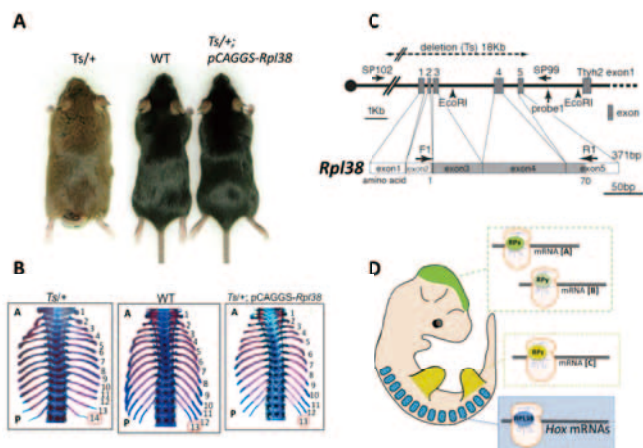 A
Ts/+
WT
Ts/+;
pCAGGS-Rpl38
B
Ts/+
WT
Ts/+; pCAGGS-Rpl38
A
P
1
2
3
4
5
6
7
8
9
10
11
12
13
14
A
P
1
2
3
4
5
6
7
8
9
10
11
12
13
A
P
1
2
3
4
5
6
7
8
9
10
11
12
13
C
deletion (Ts) 18Kb
SP102
1 2 3
4
5
SP99
Ttyh2 exon1
EcoRI
probe1
EcoRI
1Kb
exon
F1
R1
371bp
Rpl38
exon1
exon2
exon3
exon4
exon5
amino acid
1
70
50bp
D
RPx
mRNA [A]
RPy
mRNA [B]
RPz
mRNA [C]
RPL38
Hox mRNAs